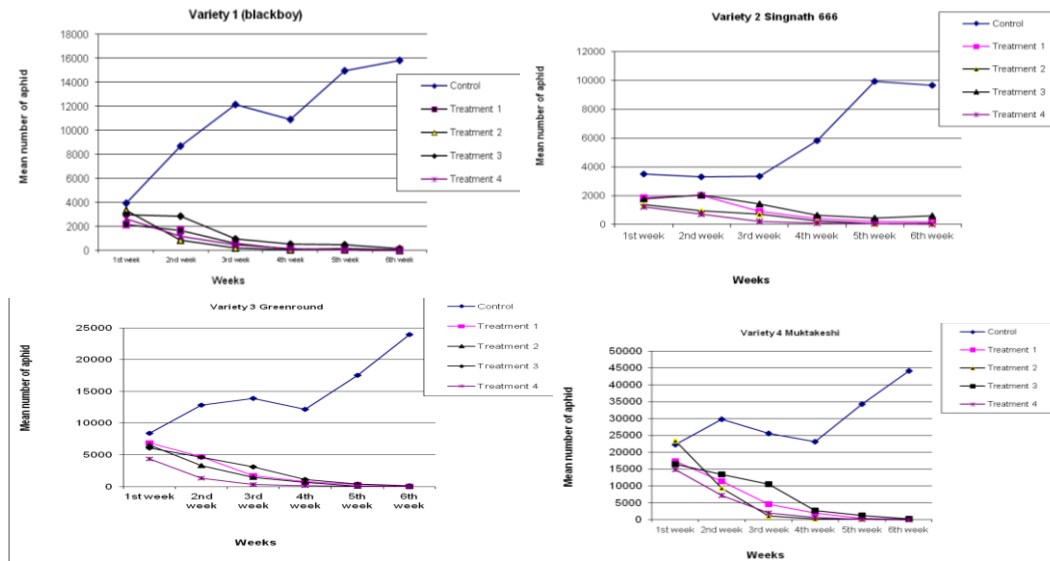 Variety 1 (blackboy)
18000
16000
14000
12000
10000
8000
6000
4000
2000
0
Mean number of aphid
1st week 2nd week 3rd week 4th week 5th week 6th week
Weeks
Control
Treatment 1
Treatment 2
Treatment 3
Treatment 4
Variety 2 Singnath 666
12000
10000
8000
6000
4000
2000
0
Mean number of aphid
1st week 2nd week 3rd week 4th week 5th week 6th week
Weeks
Control
Treatment 1
Treatment 2
Treatment 3
Treatment 4
Variety 3 Greenround
25000
20000
15000
10000
5000
0
Mean number of aphid
1st week 2nd week 3rd week 4th week 5th week 6th week
Weeks
Control
Treatment 1
Treatment 2
Treatment 3
Treatment 4
Variety 4 Muktakeshi
50000
45000
40000
35000
30000
25000
20000
15000
10000
5000
0
Mean number of aphid
1st week 2nd week 3rd week 4th week 5th week 6th week
Weeks
Control
Treatment 1
Treatment 2
Treatment 3
Treatment 4